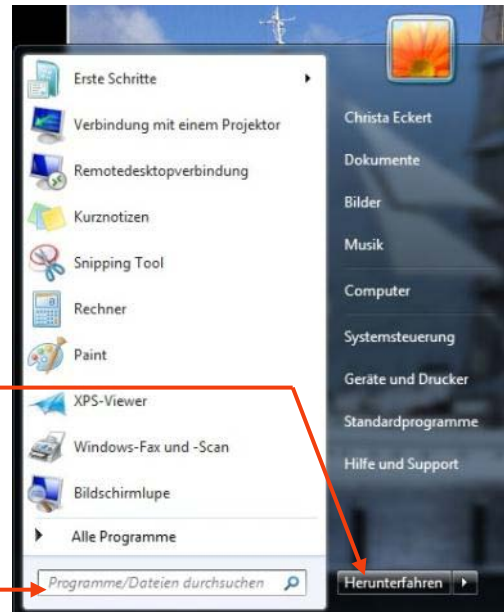 Erste Schritte
Verbindung mit einem Projektor
Remotedesktopverbindung
Kurznotizen
Snipping Tool
Rechner
Paint
XPS-Viewer
Windows-Fax und -Scan
Bildschirmlupe
Alle Programme
Programme/Dateien durchsuchen
Christa Eckert
Dokumente
Bilder
Musik
Computer
Systemsteuerung
Geräte und Drucker
Standardprogramme
Hilfe und Support
Herunterfahren